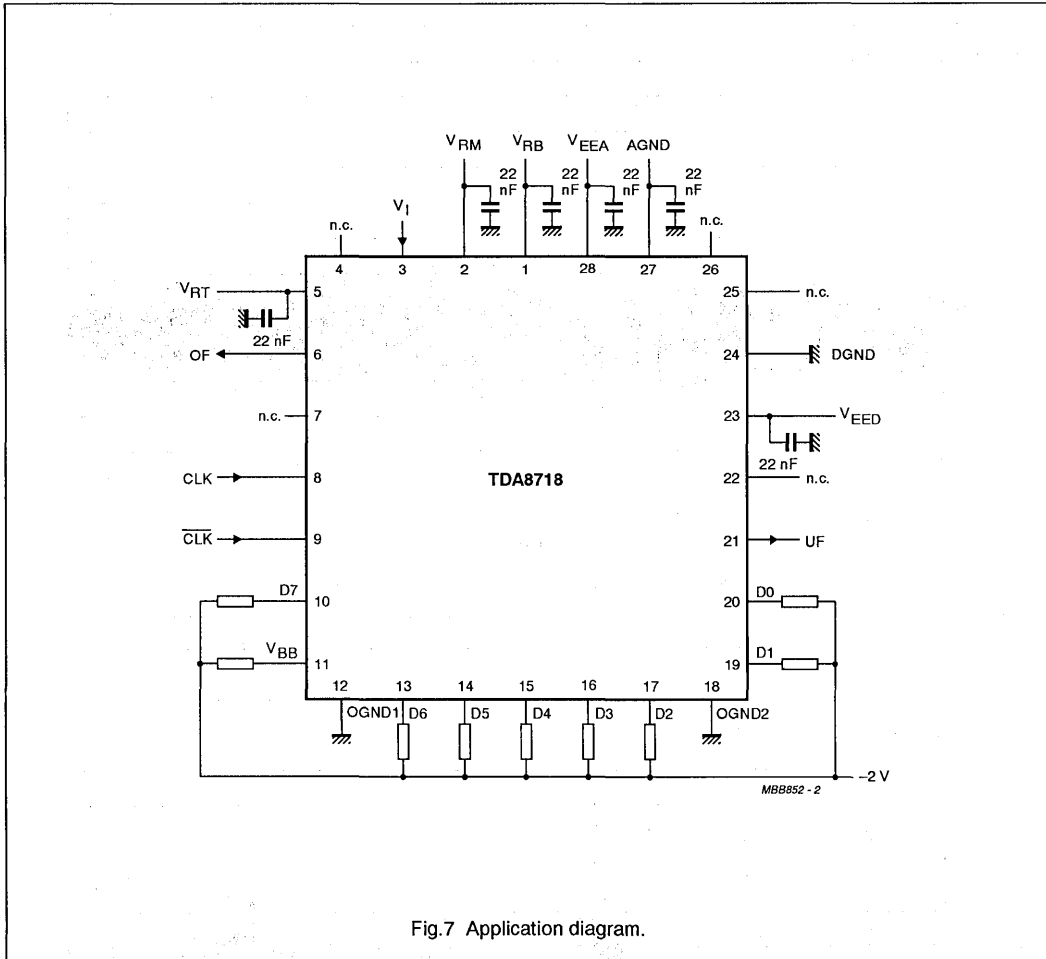 V_RM V_RB V_EEA AGND
22 nF 22 nF 22 nF 22 nF
V_I
n.c. n.c.
4 3 2 1 28 27 26
V_RT 5 25 n.c.
22 nF
OF 6 24 DGND
n.c. 7 23 V_EED
22 nF
CLK 8 TDA8718 22 n.c.
C̅L̅K̅ 9 21 UF
D7 10 20 D0
V_BB 11 19 D1
12 13 14 15 16 17 18
OGND1 D6 D5 D4 D3 D2 OGND2
–2 V
MBB852 - 2
Fig.7 Application diagram.